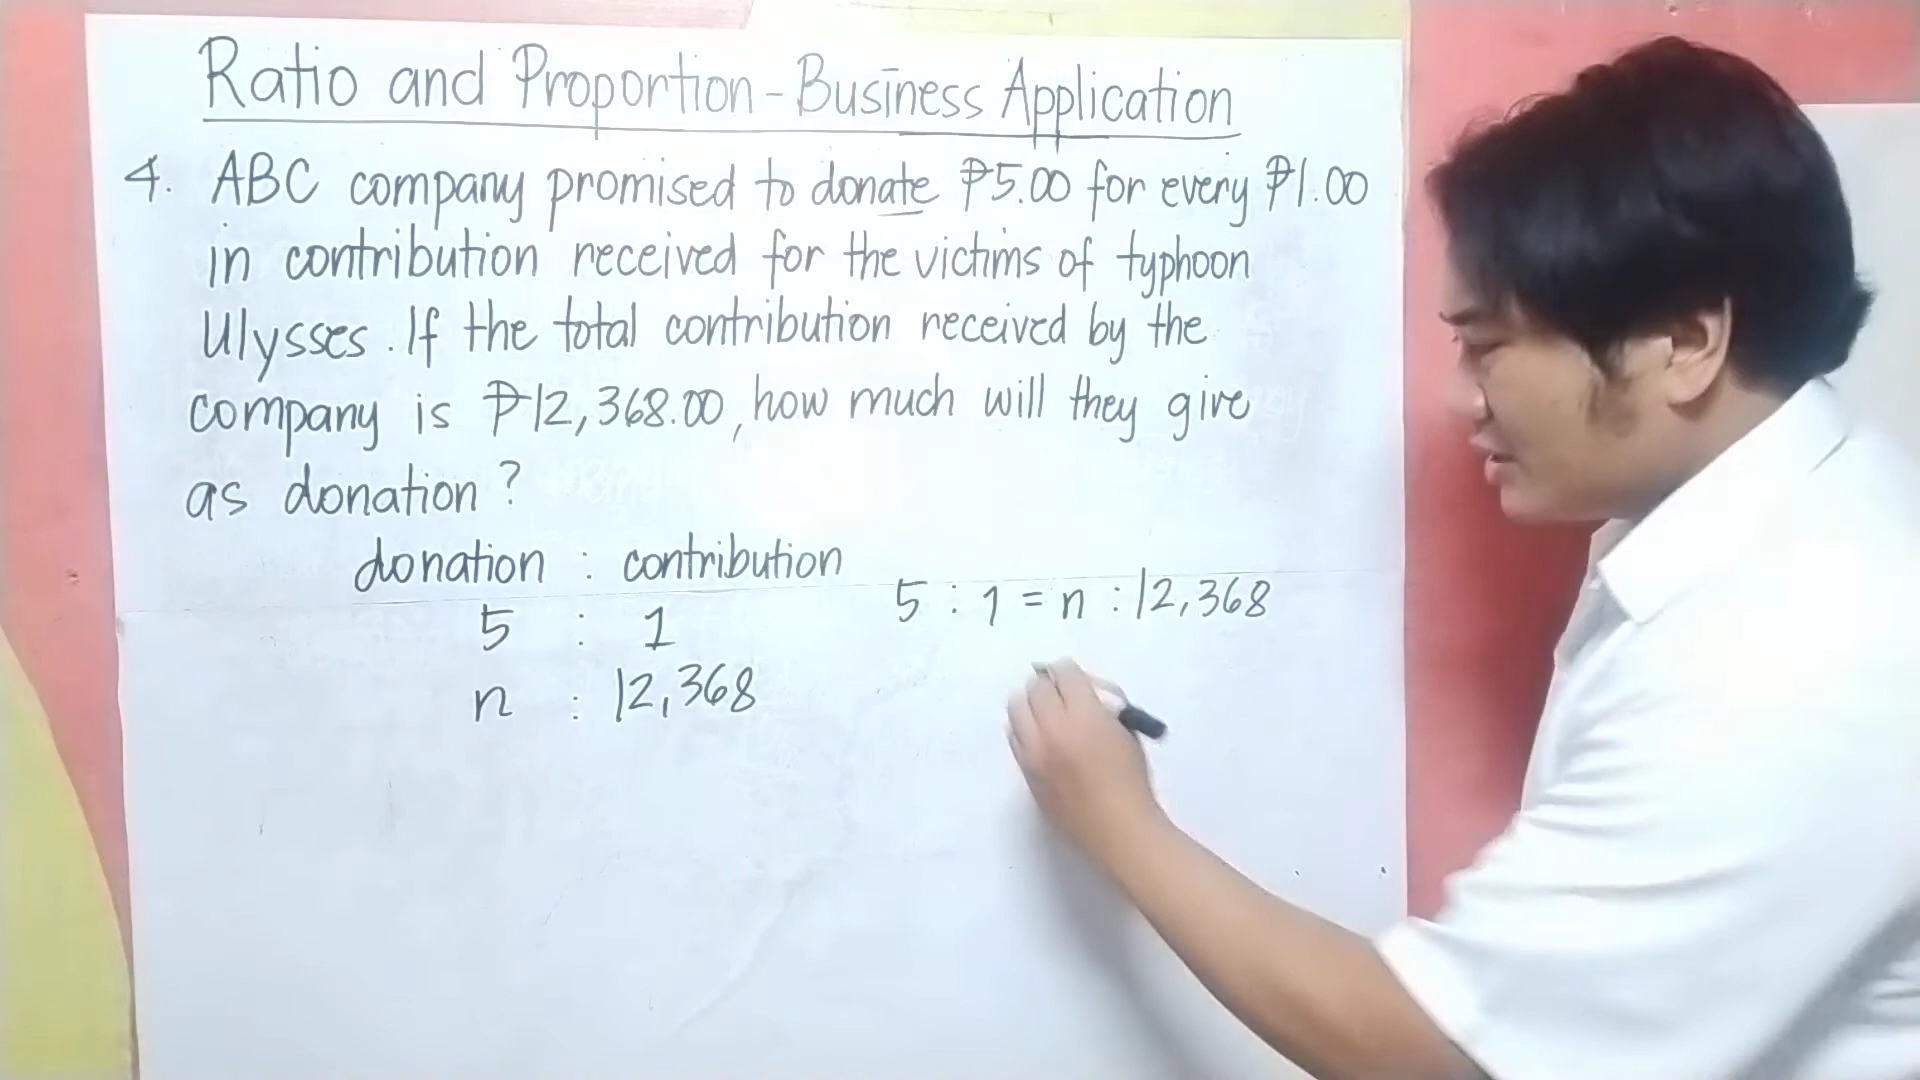 Ratio and Proportion - Business Application
4. ABC company promised to donate ₱5.00 for every ₱1.00
in contribution received for the victims of typhoon
Ulysses. If the total contribution received by the
company is ₱12,368.00, how much will they give
as donation?
donation : contribution
5 : 1
n : 12,368
5 : 1 = n : 12,368